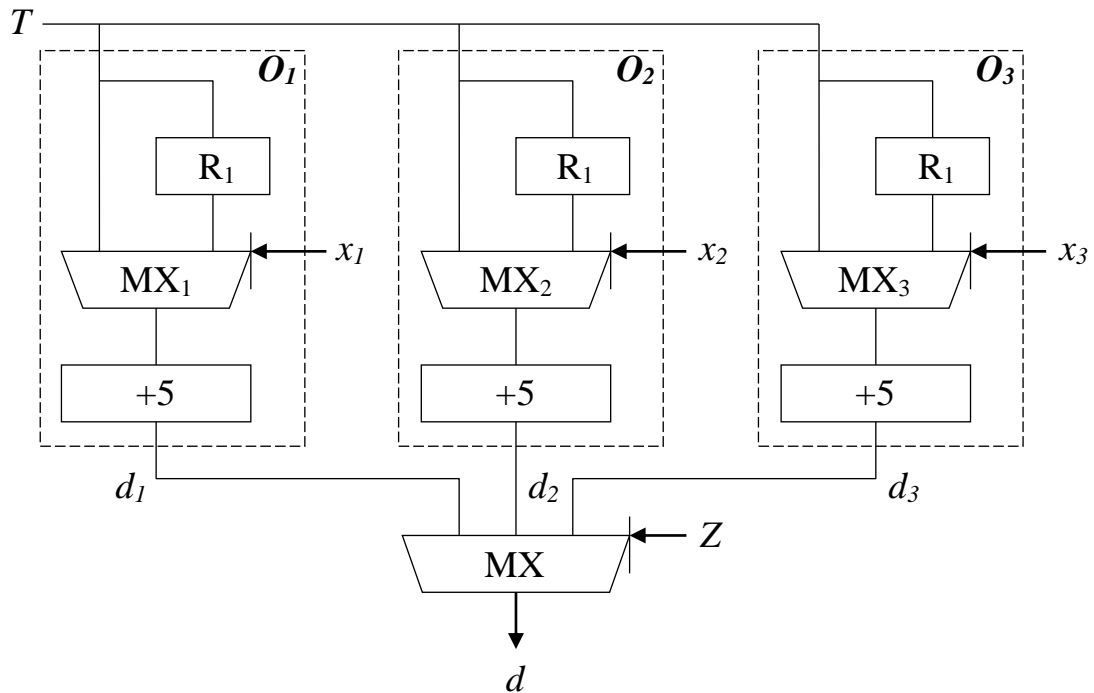 T
O1 O2 O3
R1 R1 R1
x1 x2 x3
MX1 MX2 MX3
+5 +5 +5
d1 d2 d3
Z
MX
d